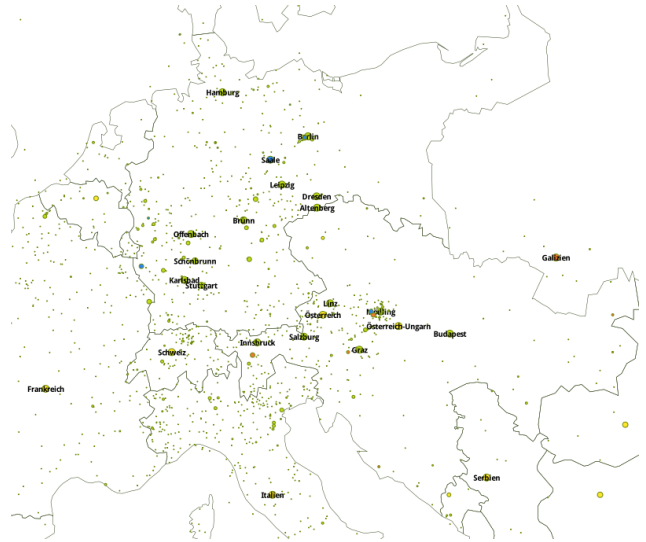 Hamburg
Berlin
Saale
Leipzig
Dresden
Altenberg
Brünn
Offenbach
Schönbrunn
Galizien
Karlsbad
Stuttgart
Linz
Österreich
Mödling
Österreich-Ungarn
Budapest
Salzburg
Innsbruck
Graz
Schweiz
Frankreich
Serbien
Italien